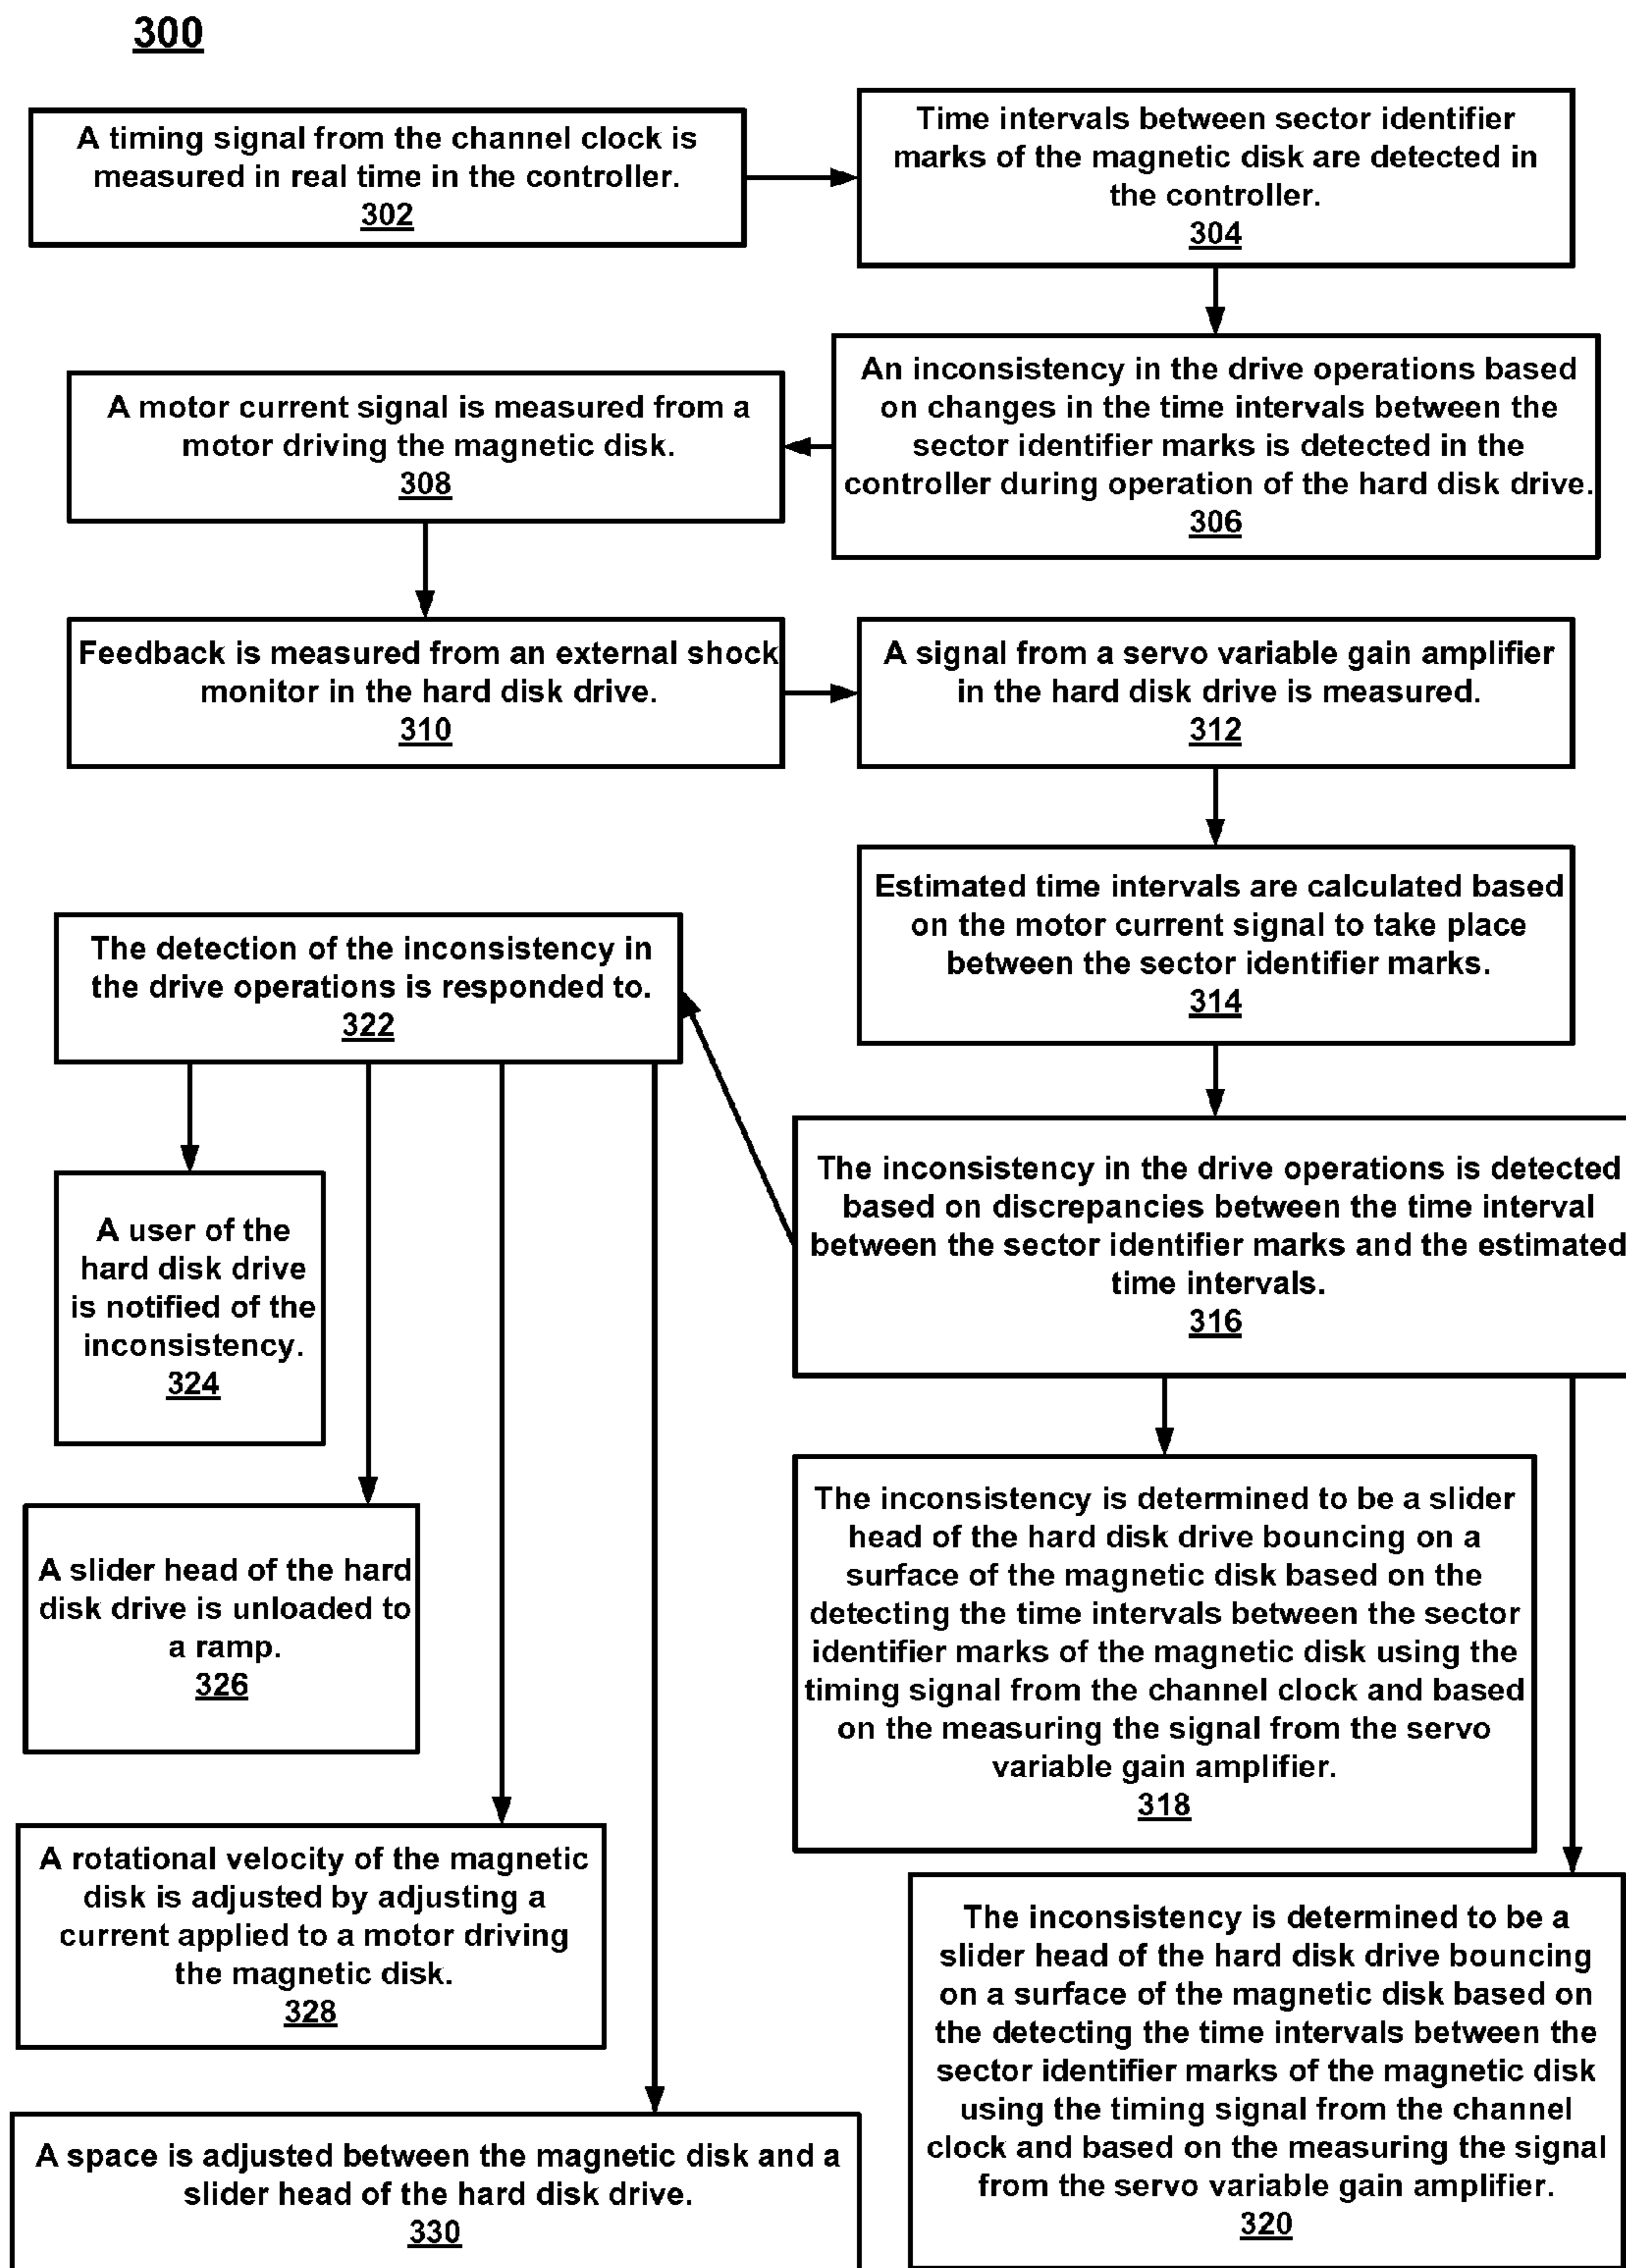 300
A timing signal from the channel clock is
measured in real time in the controller.
302
Time intervals between sector identifier
marks of the magnetic disk are detected in
the controller.
304
An inconsistency in the drive operations based
on changes in the time intervals between the
sector identifier marks is detected in the
controller during operation of the hard disk drive.
306
A motor current signal is measured from a
motor driving the magnetic disk.
308
Feedback is measured from an external shock
monitor in the hard disk drive.
310
A signal from a servo variable gain amplifier
in the hard disk drive is measured.
312
Estimated time intervals are calculated based
on the motor current signal to take place
between the sector identifier marks.
314
The inconsistency in the drive operations is detected
based on discrepancies between the time interval
between the sector identifier marks and the estimated
time intervals.
316
The inconsistency is determined to be a slider
head of the hard disk drive bouncing on a
surface of the magnetic disk based on the
detecting the time intervals between the sector
identifier marks of the magnetic disk using the
timing signal from the channel clock and based
on the measuring the signal from the servo
variable gain amplifier.
318
The inconsistency is determined to be a
slider head of the hard disk drive bouncing
on a surface of the magnetic disk based on
the detecting the time intervals between the
sector identifier marks of the magnetic disk
using the timing signal from the channel
clock and based on the measuring the signal
from the servo variable gain amplifier.
320
The detection of the inconsistency in
the drive operations is responded to.
322
A user of the
hard disk drive
is notified of the
inconsistency.
324
A slider head of the hard
disk drive is unloaded to
a ramp.
326
A rotational velocity of the magnetic
disk is adjusted by adjusting a
current applied to a motor driving
the magnetic disk.
328
A space is adjusted between the magnetic disk and a
slider head of the hard disk drive.
330